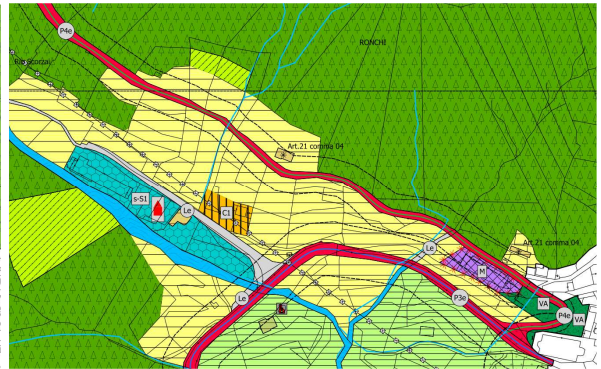 P4e
RONCHI
Rio Scorzai
Art.21 comma 04
s-S1
Le
C1
Le
Art.21 comma 04
M
Le
P3e
VA
P4e
VA